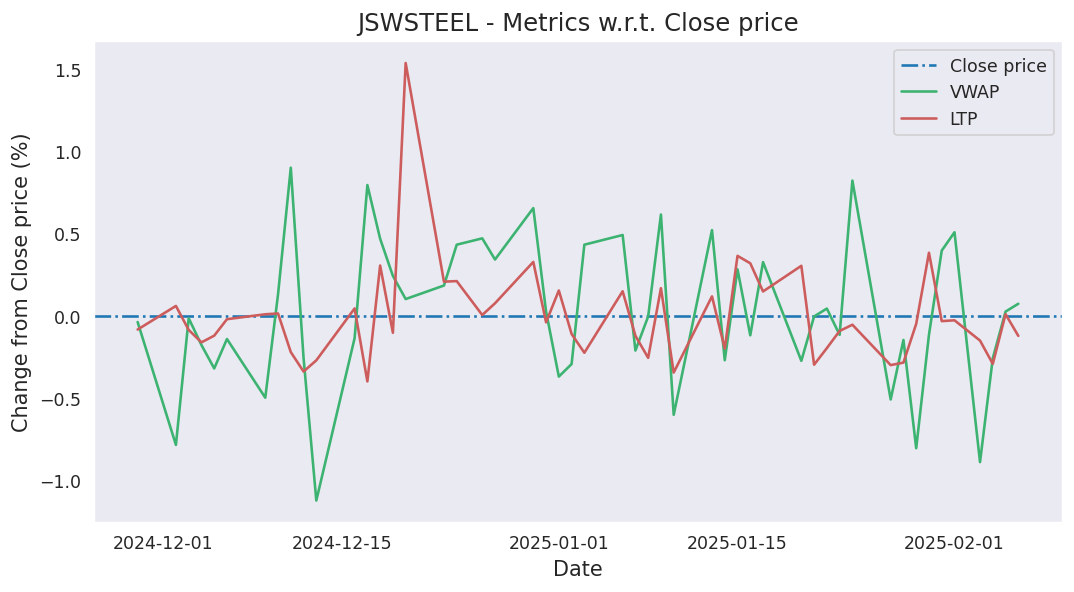 JSWSTEEL - Metrics w.r.t. Close price
Change from Close price (%)
1.5
1.0
0.5
0.0
−0.5
−1.0
Close price
VWAP
LTP
2024-12-01
2024-12-15
2025-01-01
2025-01-15
2025-02-01
Date